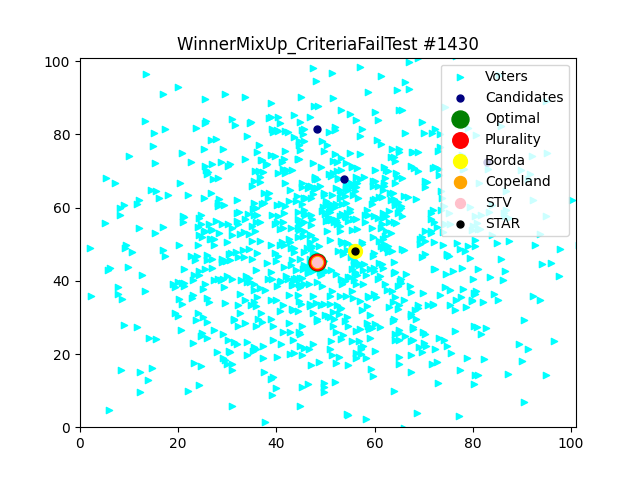 WinnerMixUp_CriteriaFailTest #1430
100
80
60
40
20
0
0
20
40
60
80
100
Voters
Candidates
Optimal
Plurality
Borda
Copeland
STV
STAR